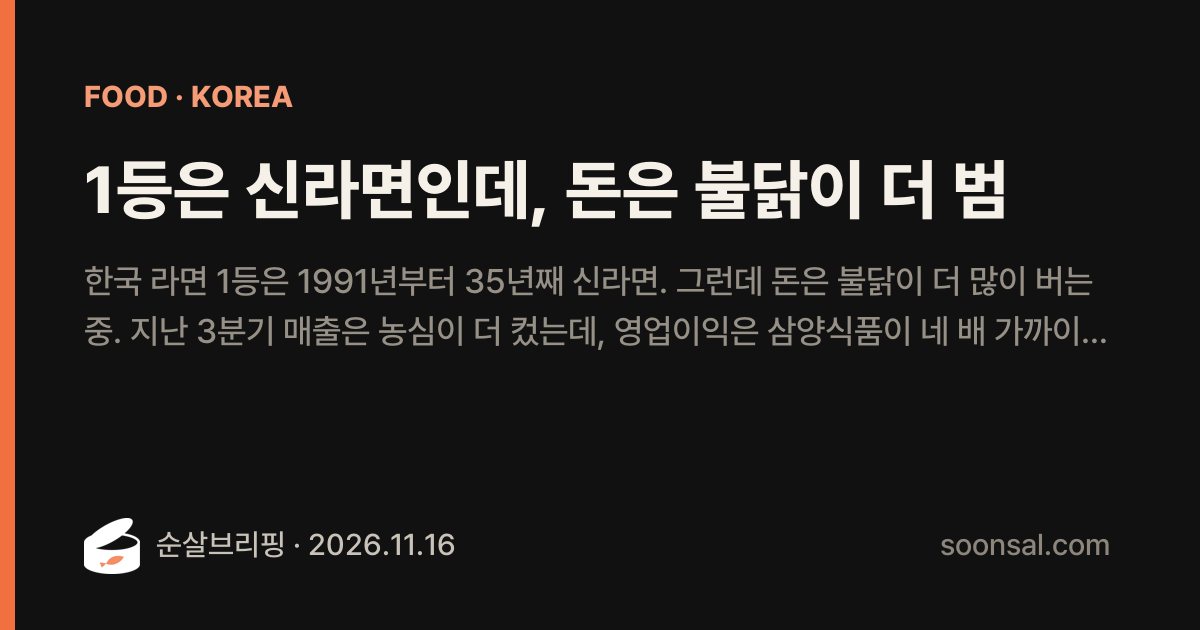 FOOD · KOREA
1등은 신라면인데, 돈은 불닭이 더 범
한국 라면 1등은 1991년부터 35년째 신라면. 그런데 돈은 불닭이 더 많이 버는
중. 지난 3분기 매출은 농심이 더 컸는데, 영업이익은 삼양식품이 네 배 가까이...
순살브리핑 · 2026.11.16
soonsal.com